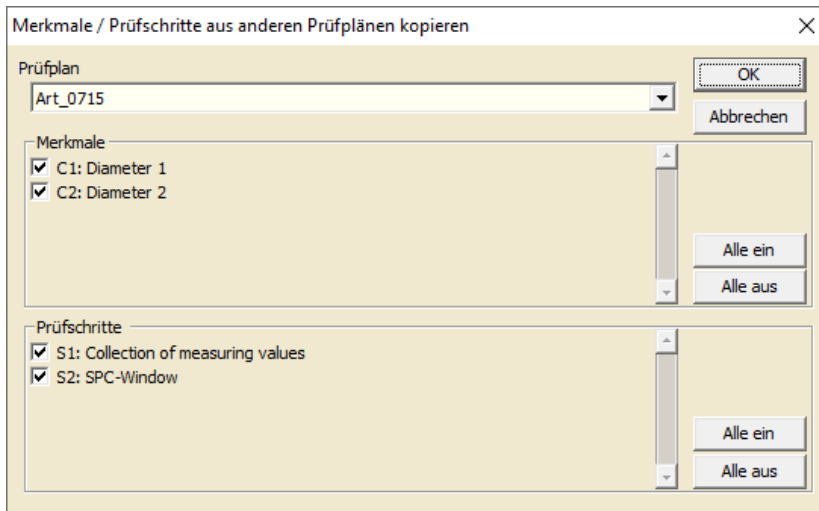 Merkmale / Prüfschritte aus anderen Prüfplänen kopieren
Prüfplan
Art_0715
OK
Abbrechen
Merkmale
C1: Diameter 1
C2: Diameter 2
Alle ein
Alle aus
Prüfschritte
S1: Collection of measuring values
S2: SPC-Window
Alle ein
Alle aus